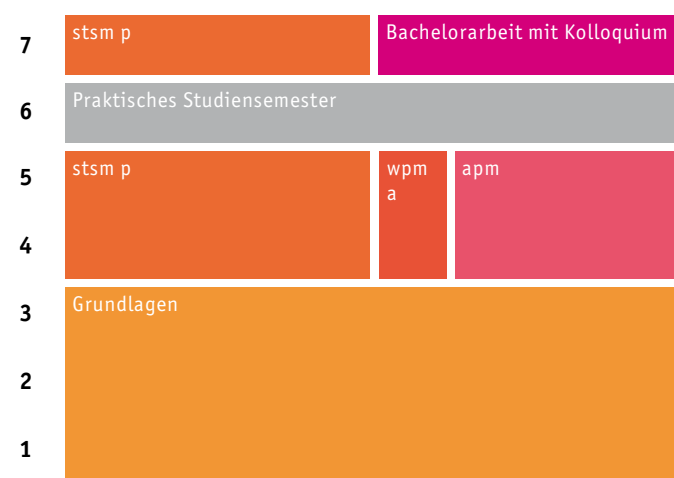 7
stsm p
Bachelorarbeit mit Kolloquium
6
Praktisches Studiensemester
5
stsm p
wpm
a
apm
4
3
Grundlagen
2
1